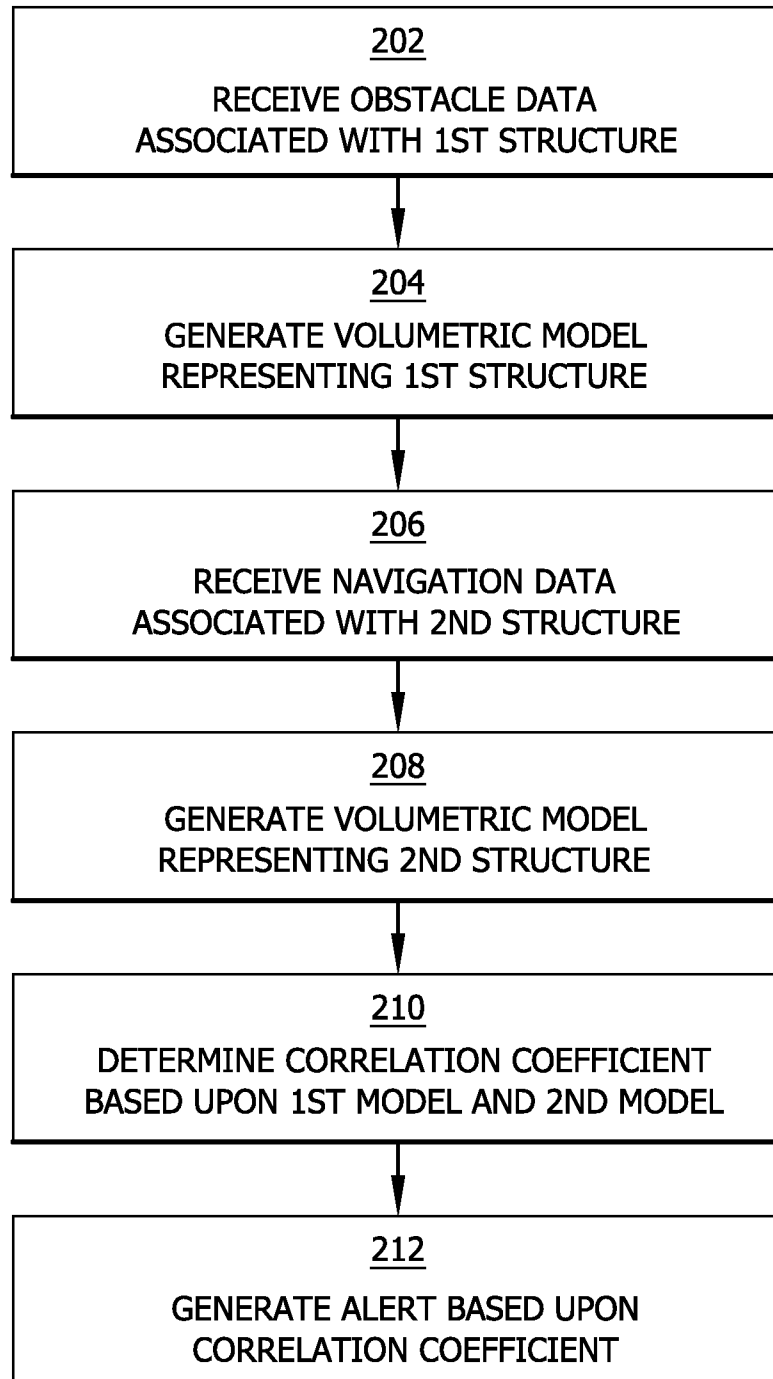 202
RECEIVE OBSTACLE DATA
ASSOCIATED WITH 1ST STRUCTURE
204
GENERATE VOLUMETRIC MODEL
REPRESENTING 1ST STRUCTURE
206
RECEIVE NAVIGATION DATA
ASSOCIATED WITH 2ND STRUCTURE
208
GENERATE VOLUMETRIC MODEL
REPRESENTING 2ND STRUCTURE
210
DETERMINE CORRELATION COEFFICIENT
BASED UPON 1ST MODEL AND 2ND MODEL
212
GENERATE ALERT BASED UPON
CORRELATION COEFFICIENT